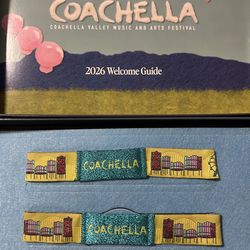 COACHELLA
COACHELLA VALLEY MUSIC AND ARTS FESTIVAL
2026 Welcome Guide
COACHELLA
COACHELLA